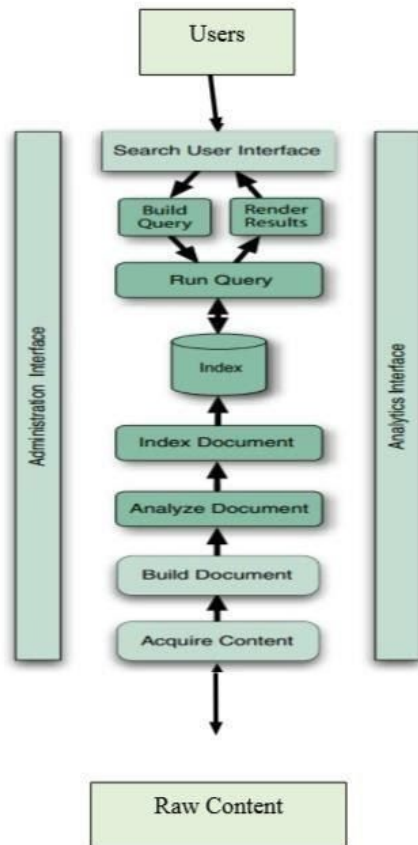 Users
Search User Interface
Build
Query
Render
Results
Run Query
Index
Administration Interface
Analytics Interface
Index Document
Analyze Document
Build Document
Acquire Content
Raw Content